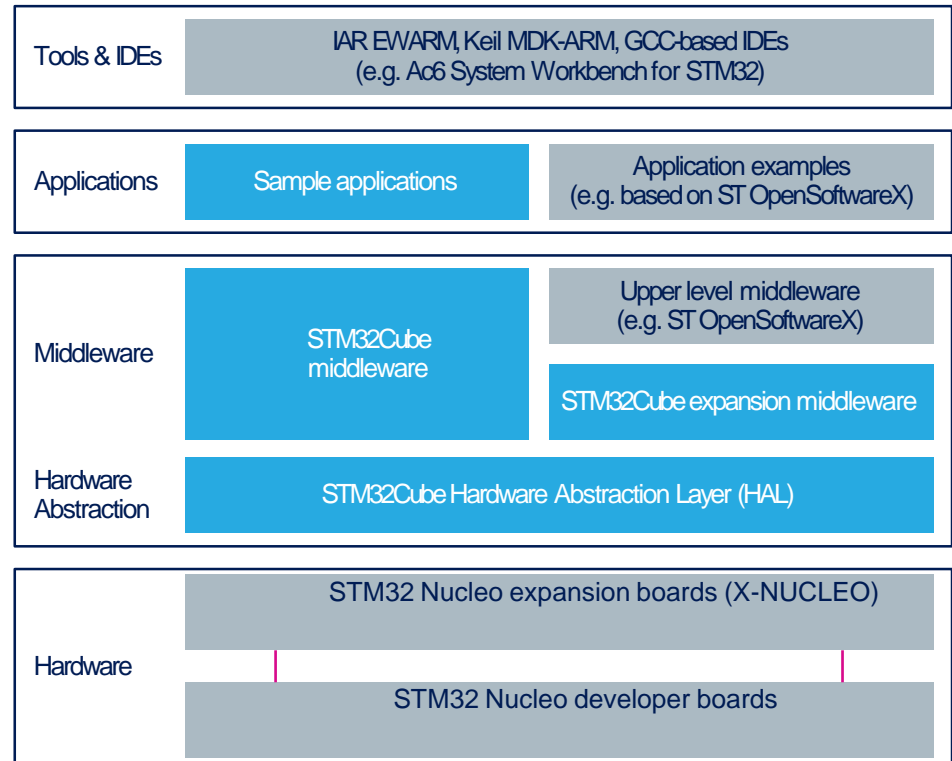 Tools & IDEs
IAR EWARM, Keil MDK-ARM, GCC-based IDEs
(e.g. Ac6 System Workbench for STM32)
Applications
Sample applications
Application examples
(e.g. based on ST OpenSoftwareX)
Middleware
STM32Cube
middleware
Upper level middleware
(e.g. ST OpenSoftwareX)
STM32Cube expansion middleware
Hardware
Abstraction
STM32Cube Hardware Abstraction Layer (HAL)
Hardware
STM32 Nucleo expansion boards (X-NUCLEO)
STM32 Nucleo developer boards